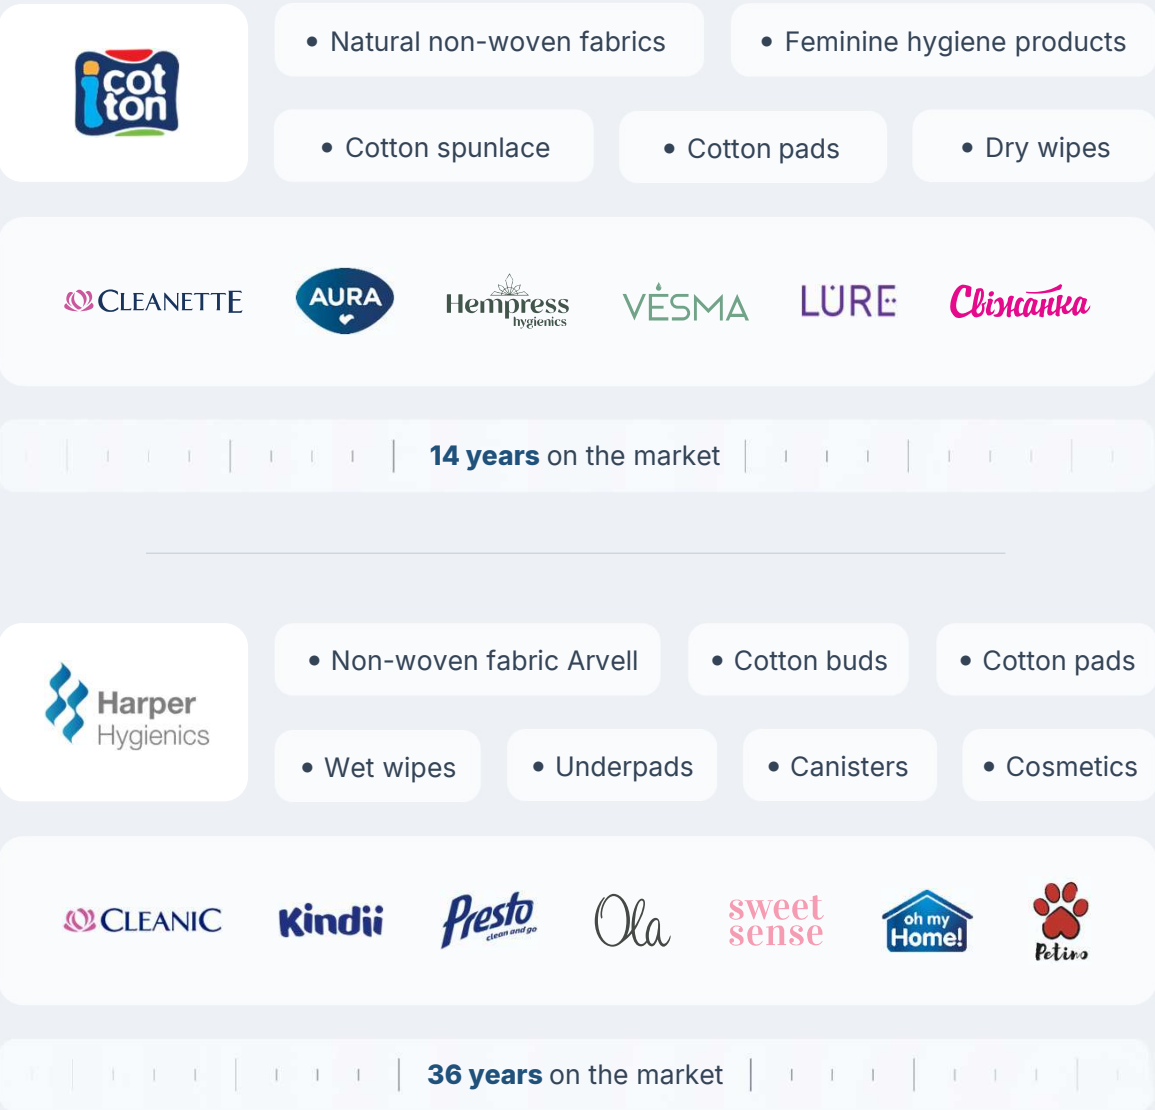 icot
ton
• Natural non-woven fabrics
• Feminine hygiene products
• Cotton spunlace
• Cotton pads
• Dry wipes
CLEANETTE
AURA
Hempress
hygienics
VĖSMA
LÜRE
Свіжанка
14 years on the market
Harper
Hygienics
• Non-woven fabric Arvell
• Cotton buds
• Cotton pads
• Wet wipes
• Underpads
• Canisters
• Cosmetics
CLEANIC
Kindii
Presto
clean and go
Ola
sweet
sense
oh my
Home!
Petino
36 years on the market